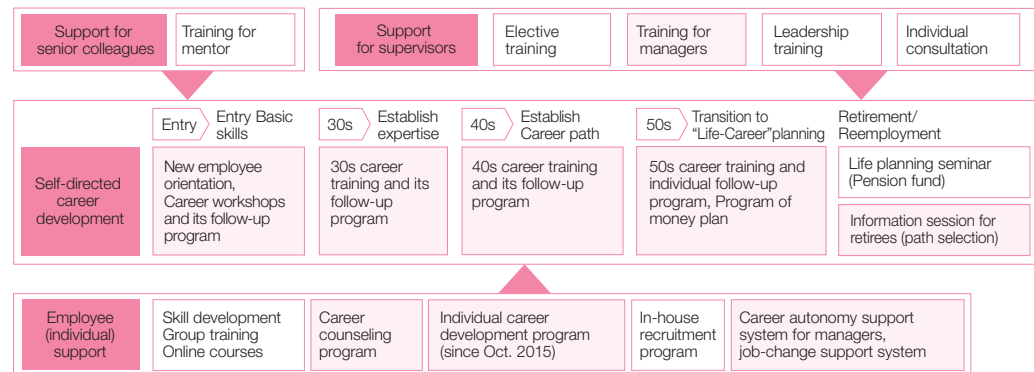 Support for
senior colleagues
Training for
mentor
Support
for supervisors
Elective
training
Training for
managers
Leadership
training
Individual
consultation
Self-directed
career
development
Entry
Entry Basic
skills
New employee
orientation,
Career workshops
and its follow-up
program
30s
Establish
expertise
30s career
training and its
follow-up
program
40s
Establish
Career path
40s career training
and its follow-up
program
50s
Transition to
“Life-Career”planning
50s career training and
individual follow-up
program, Program of
money plan
Retirement/
Reemployment
Life planning seminar
(Pension fund)
Information session for
retirees (path selection)
Employee
(individual)
support
Skill development
Group training
Online courses
Career
counseling
program
Individual career
development program
(since Oct. 2015)
In-house
recruitment
program
Career autonomy support
system for managers,
job-change support system